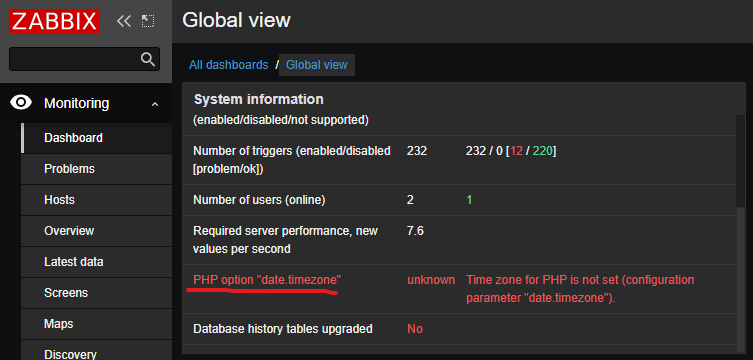 ZABBIX
Global view
All dashboards / Global view
Monitoring
Dashboard
Problems
Hosts
Overview
Latest data
Screens
Maps
Discovery
System information
(enabled/disabled/not supported)
Number of triggers (enabled/disabled 232 232 / 0 [12 / 220]
[problem/ok])
Number of users (online) 2 1
Required server performance, new 7.6
values per second
PHP option "date.timezone" unknown Time zone for PHP is not set (configuration
parameter "date.timezone").
Database history tables upgraded No